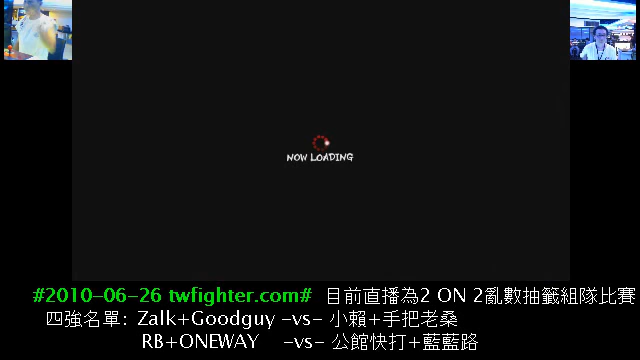 NOW LOADING
#2010-06-26 twfighter.com# 目前直播為2 ON 2亂數抽籤組隊比賽
四強名單: Zalk+Goodguy -vs- 小賴+手把老桑
RB+ONEWAY -vs- 公館快打+藍藍路